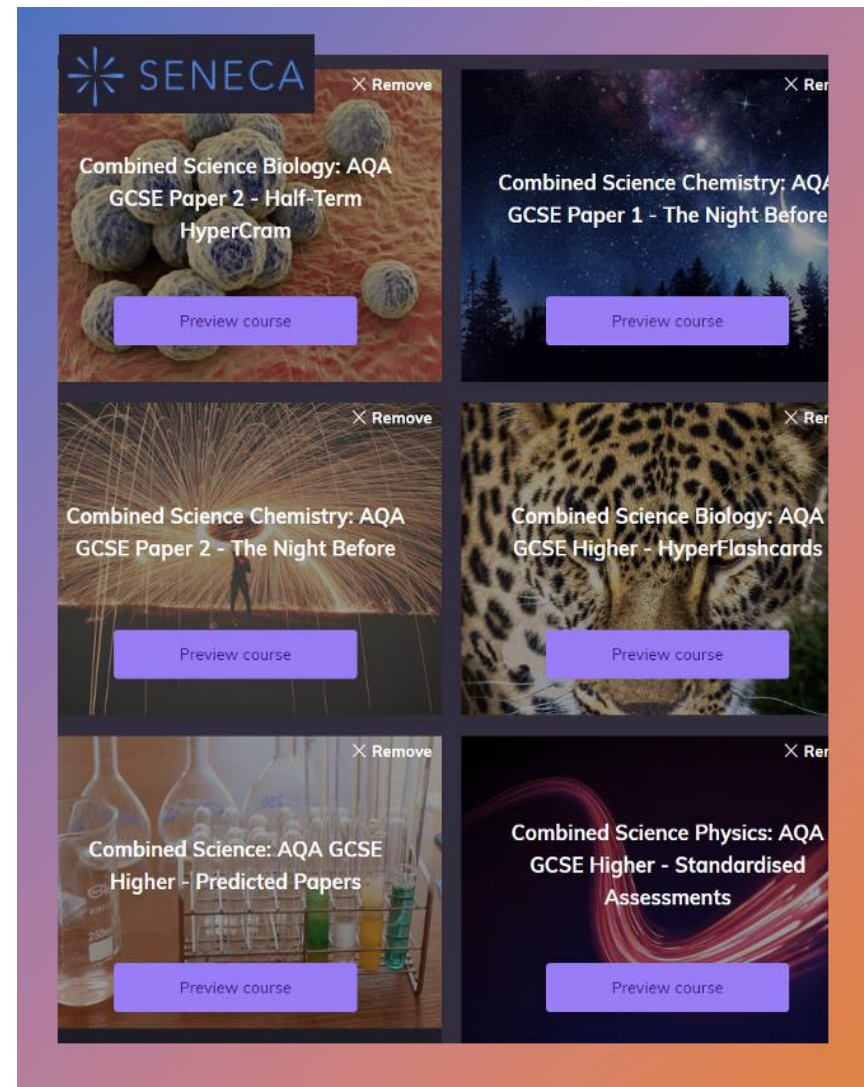 SENECA
Remove
Combined Science Biology: AQA
GCSE Paper 2 - Half-Term
HyperCram
Preview course
Rer
Combined Science Chemistry: AQA
GCSE Paper 1 - The Night Before
Preview course
Remove
Combined Science Chemistry: AQA
GCSE Paper 2 - The Night Before
Preview course
Rer
Combined Science Biology: AQA
GCSE Higher - HyperFlashcards
Preview course
Remove
Combined Science: AQA GCSE
Higher - Predicted Papers
Preview course
Rer
Combined Science Physics: AQA
GCSE Higher - Standardised
Assessments
Preview course